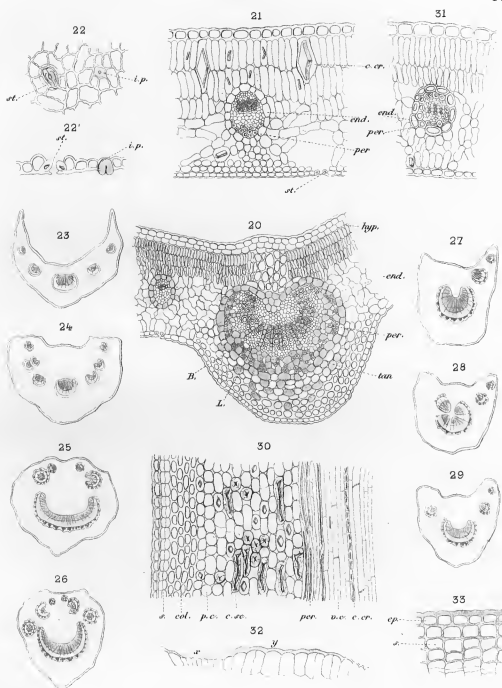 22
st.
i.p.
22'
st.
i.p.
21
c.cr.
end.
per
st.
31
end.
per.
23
24
25
26
20
hyp.
end.
per.
tan
B.
L.
27
28
29
30
s. col. p.c. c.sc. per. v.c. c.cr.
32
x y
33
ep.
s.